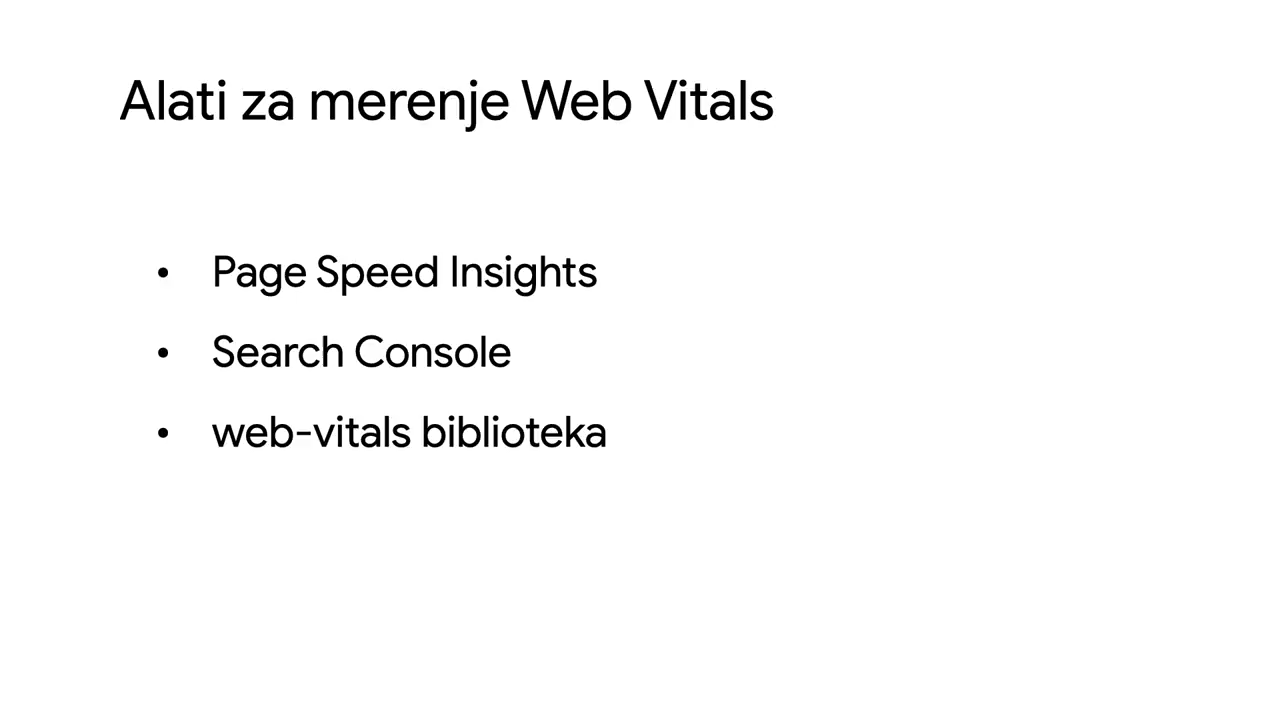 Alati za merenje Web Vitals
• Page Speed Insights
• Search Console
• web-vitals biblioteka